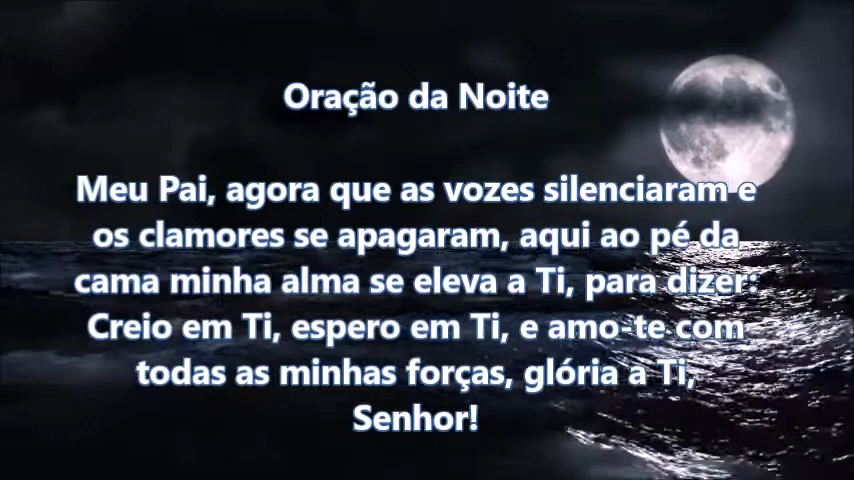 Oração da Noite
Meu Pai, agora que as vozes silenciaram e
os clamores se apagaram, aqui ao pé da
cama minha alma se eleva a Ti, para dizer:
Creio em Ti, espero em Ti, e amo-te com
todas as minhas forças, glória a Ti,
Senhor!